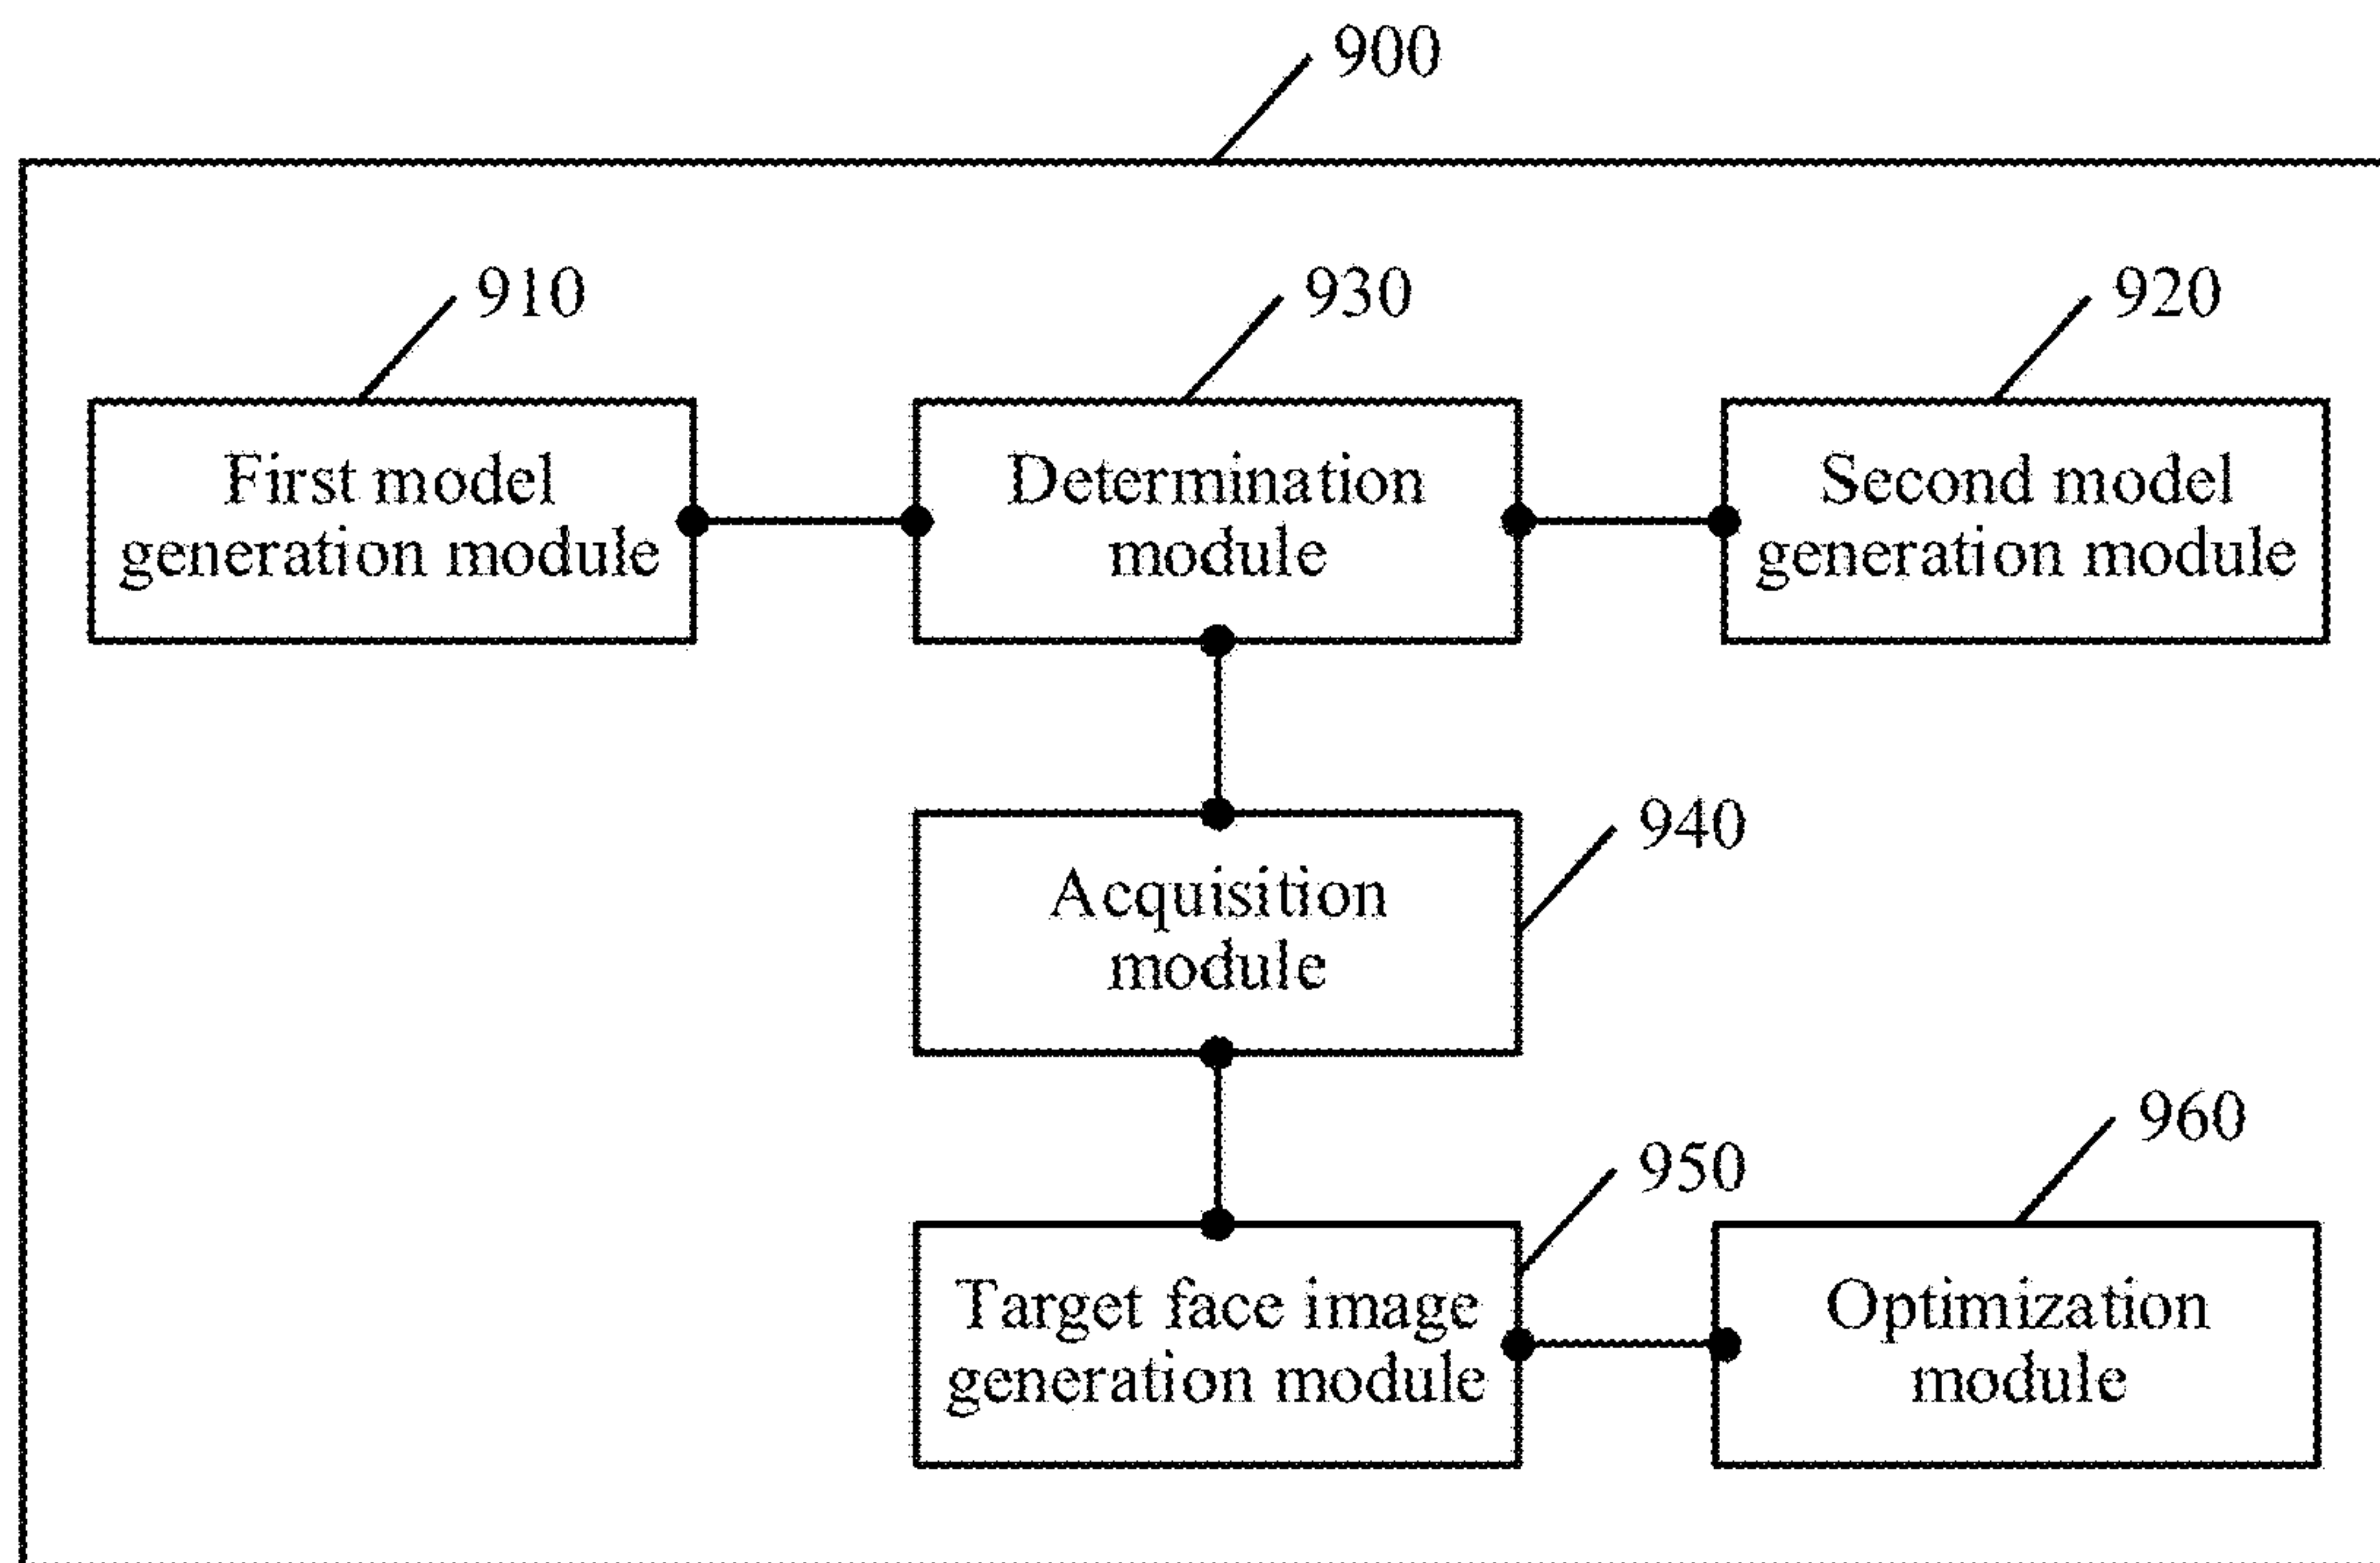 900
910
930
920
First model
generation module
Determination
module
Second model
generation module
940
Acquisition
module
950
960
Target face image
generation module
Optimization
module